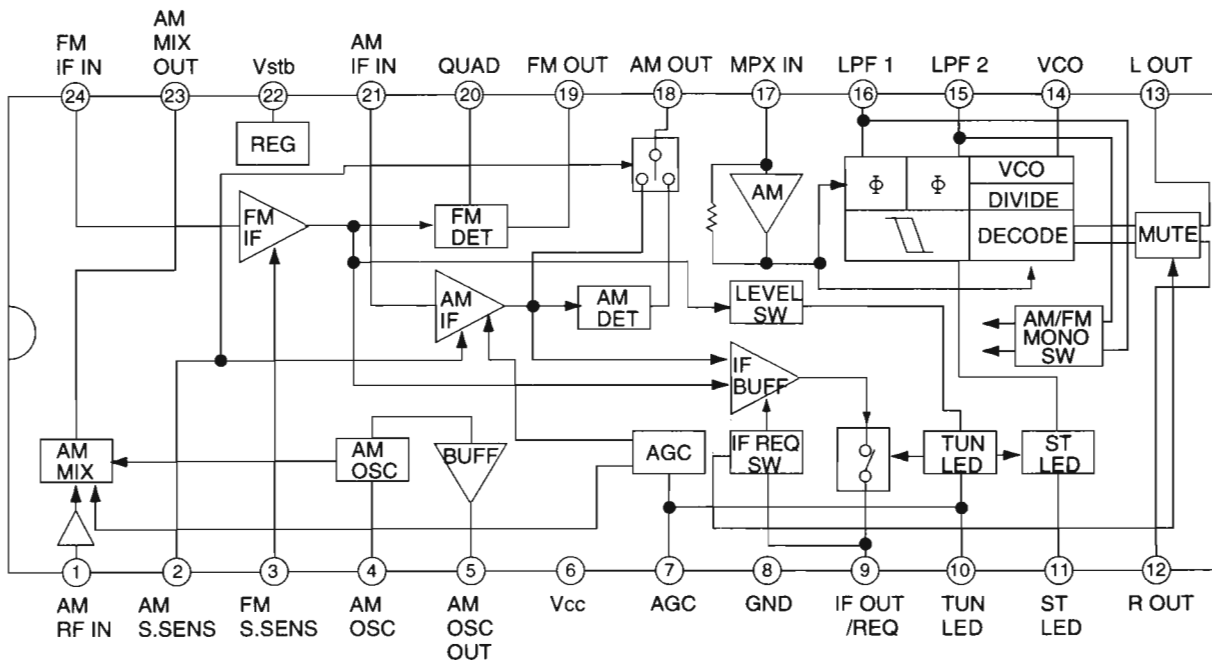 FM
IF IN
AM
MIX
OUT
Vstb
AM
IF IN
QUAD
FM OUT
AM OUT
MPX IN
LPF 1
LPF 2
VCO
L OUT
24
23
22
21
20
19
18
17
16
15
14
13
REG
FM
IF
FM
DET
AM
Φ
Φ
VCO
DIVIDE
DECODE
MUTE
AM
IF
AM
DET
LEVEL
SW
AM/FM
MONO
SW
IF
BUFF
AM
MIX
AM
OSC
BUFF
AGC
IF REQ
SW
TUN
LED
ST
LED
1
2
3
4
5
6
7
8
9
10
11
12
AM
RF IN
AM
S.SENS
FM
S.SENS
AM
OSC
AM
OSC
OUT
Vcc
AGC
GND
IF OUT
/REQ
TUN
LED
ST
LED
R OUT